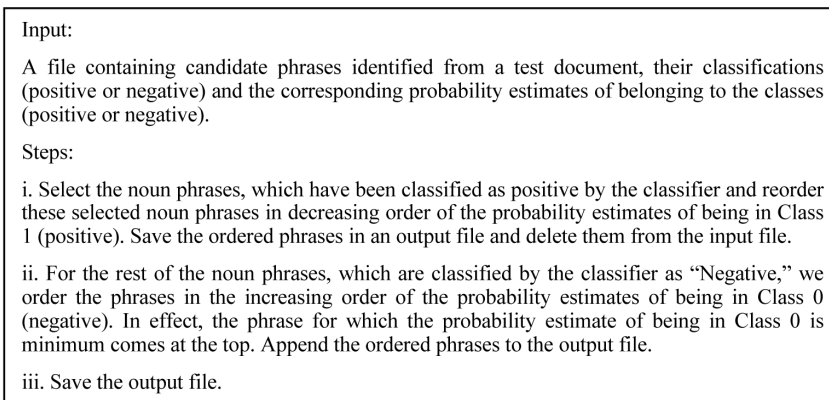 Input:
A file containing candidate phrases identified from a test document, their classifications
(positive or negative) and the corresponding probability estimates of belonging to the classes
(positive or negative).
Steps:
i. Select the noun phrases, which have been classified as positive by the classifier and reorder
these selected noun phrases in decreasing order of the probability estimates of being in Class
1 (positive). Save the ordered phrases in an output file and delete them from the input file.
ii. For the rest of the noun phrases, which are classified by the classifier as “Negative,” we
order the phrases in the increasing order of the probability estimates of being in Class 0
(negative). In effect, the phrase for which the probability estimate of being in Class 0 is
minimum comes at the top. Append the ordered phrases to the output file.
iii. Save the output file.